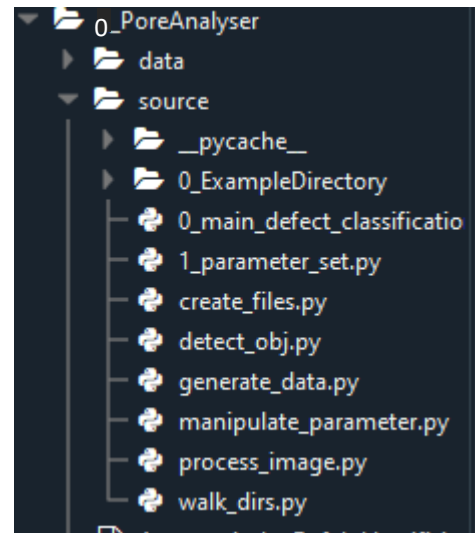 0_PoreAnalyser
data
source
__pycache__
0_ExampleDirectory
0_main_defect_classificatio
1_parameter_set.py
create_files.py
detect_obj.py
generate_data.py
manipulate_parameter.py
process_image.py
walk_dirs.py